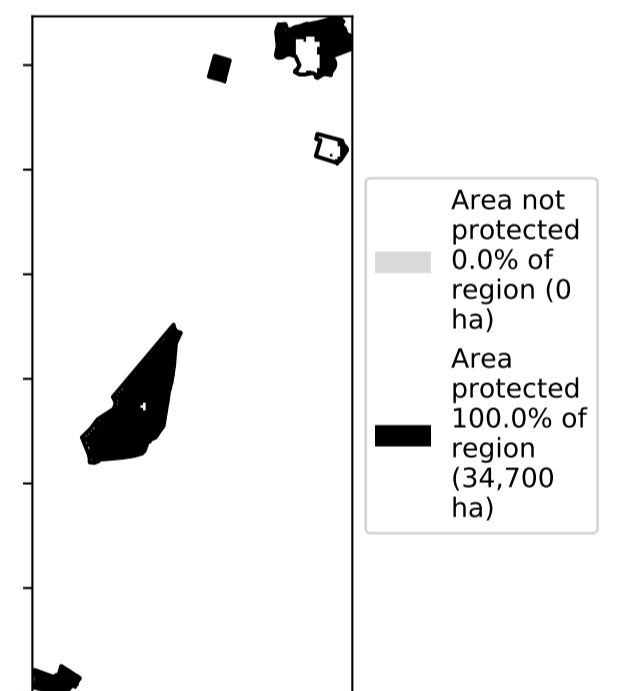 Area not
protected
0.0% of
region (0
ha)
Area
protected
100.0% of
region
(34,700
ha)